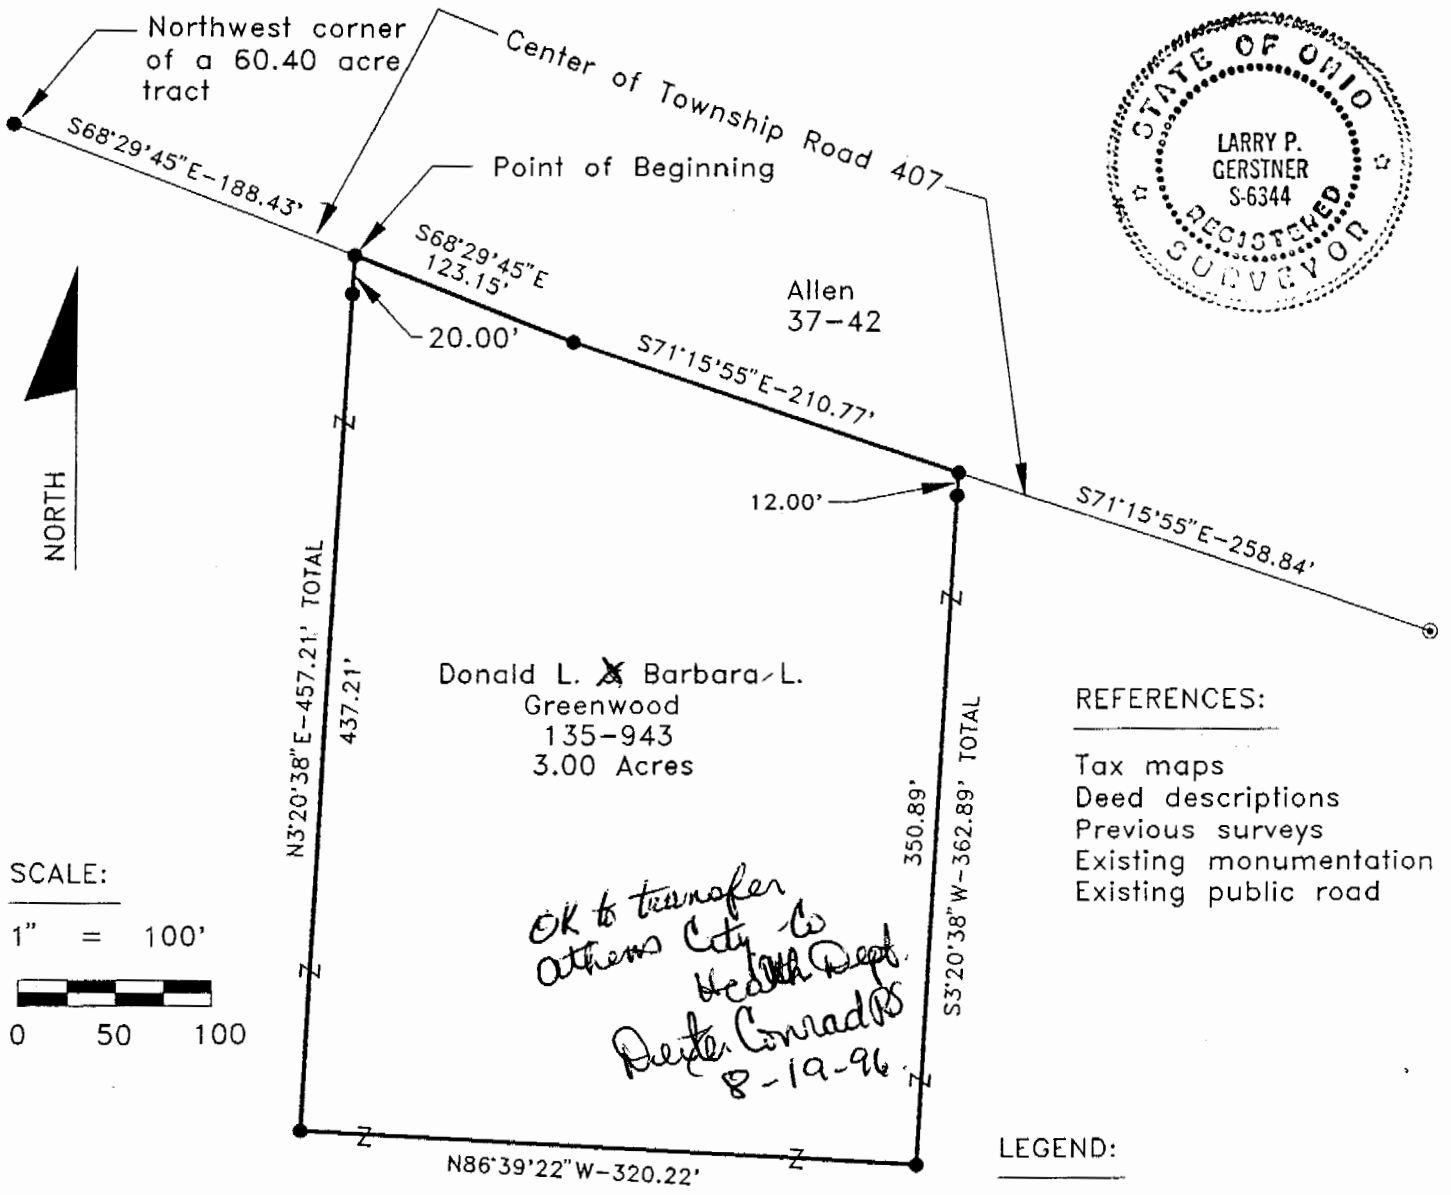 Northwest corner
of a 60.40 acre
tract
Center of Township Road 407
STATE OF OHIO
LARRY P.
GERSTNER
S-6344
REGISTERED
SURVEYOR
S68°29'45"E-188.43'
Point of Beginning
S68°29'45"E
123.15'
20.00'
Allen
37-42
S71°15'55"E-210.77'
12.00'
S71°15'55"E-258.84'
NORTH
N3°20'38"E-457.21' TOTAL
437.21'
Donald L. & Barbara L.
Greenwood
135-943
3.00 Acres
350.89'
S3°20'38"W-362.89' TOTAL
REFERENCES:
Tax maps
Deed descriptions
Previous surveys
Existing monumentation
Existing public road
SCALE:
1" = 100'
0 50 100
OK to transfer
Athens City Co
Health Dept.
Dexter Conrad RS
8-19-96
N86°39'22"W-320.22'
LEGEND: